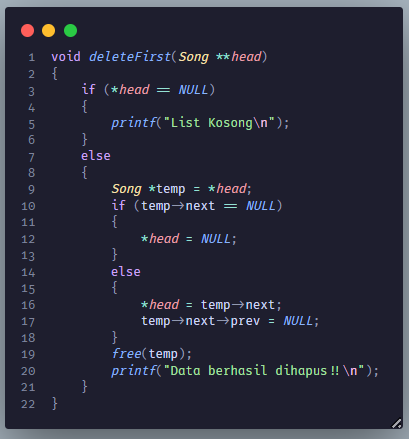 1 void deleteFirst(Song **head)
2 {
3     if (*head == NULL)
4     {
5         printf("List Kosong\n");
6     }
7     else
8     {
9         Song *temp = *head;
10         if (temp->next == NULL)
11         {
12             *head = NULL;
13         }
14         else
15         {
16             *head = temp->next;
17             temp->next->prev = NULL;
18         }
19         free(temp);
20         printf("Data berhasil dihapus!!\n");
21     }
22 }